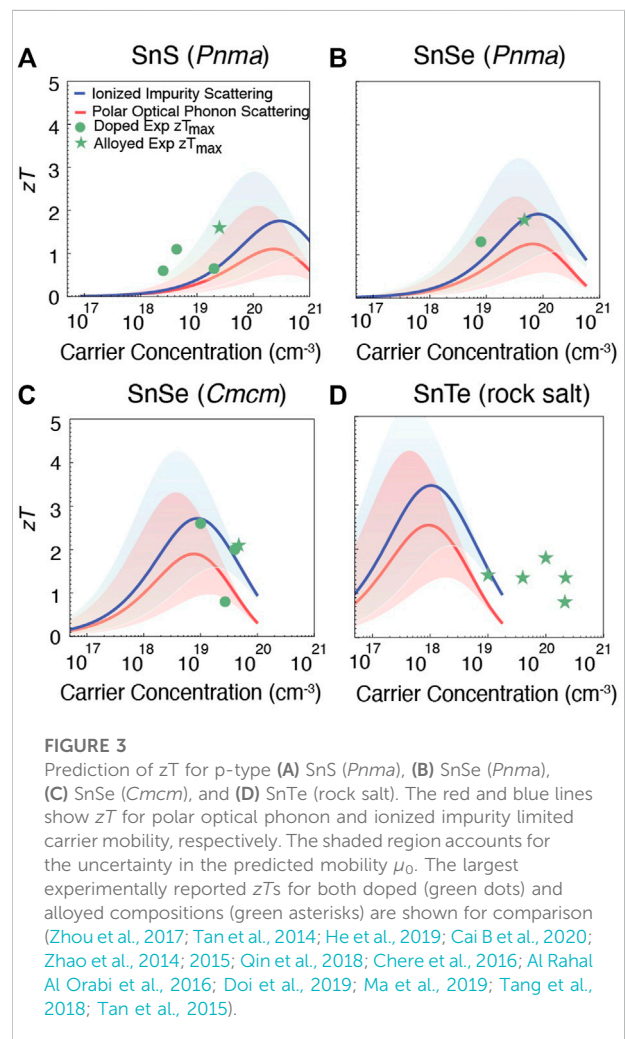 A SnS (Pnma) B SnSe (Pnma)
5
4
3
2
1
0
zT
Ionized Impurity Scattering
Polar Optical Phonon Scattering
Doped Exp zTmax
Alloyed Exp zTmax
10^17 10^18 10^19 10^20 10^21
10^17 10^18 10^19 10^20 10^21
Carrier Concentration (cm-3) Carrier Concentration (cm-3)
C SnSe (Cmcm) D SnTe (rock salt)
5
4
3
2
1
0
zT
10^17 10^18 10^19 10^20 10^21
10^17 10^18 10^19 10^20 10^21
Carrier Concentration (cm-3) Carrier Concentration (cm-3)
FIGURE 3
Prediction of zT for p-type (A) SnS (Pnma), (B) SnSe (Pnma),
(C) SnSe (Cmcm), and (D) SnTe (rock salt). The red and blue lines
show zT for polar optical phonon and ionized impurity limited
carrier mobility, respectively. The shaded region accounts for
the uncertainty in the predicted mobility μ0. The largest
experimentally reported zTs for both doped (green dots) and
alloyed compositions (green asterisks) are shown for comparison
(Zhou et al., 2017; Tan et al., 2014; He et al., 2019; Cai B et al., 2020;
Zhao et al., 2014; 2015; Qin et al., 2018; Chere et al., 2016; Al Rahal
Al Orabi et al., 2016; Doi et al., 2019; Ma et al., 2019; Tang et al.,
2018; Tan et al., 2015).